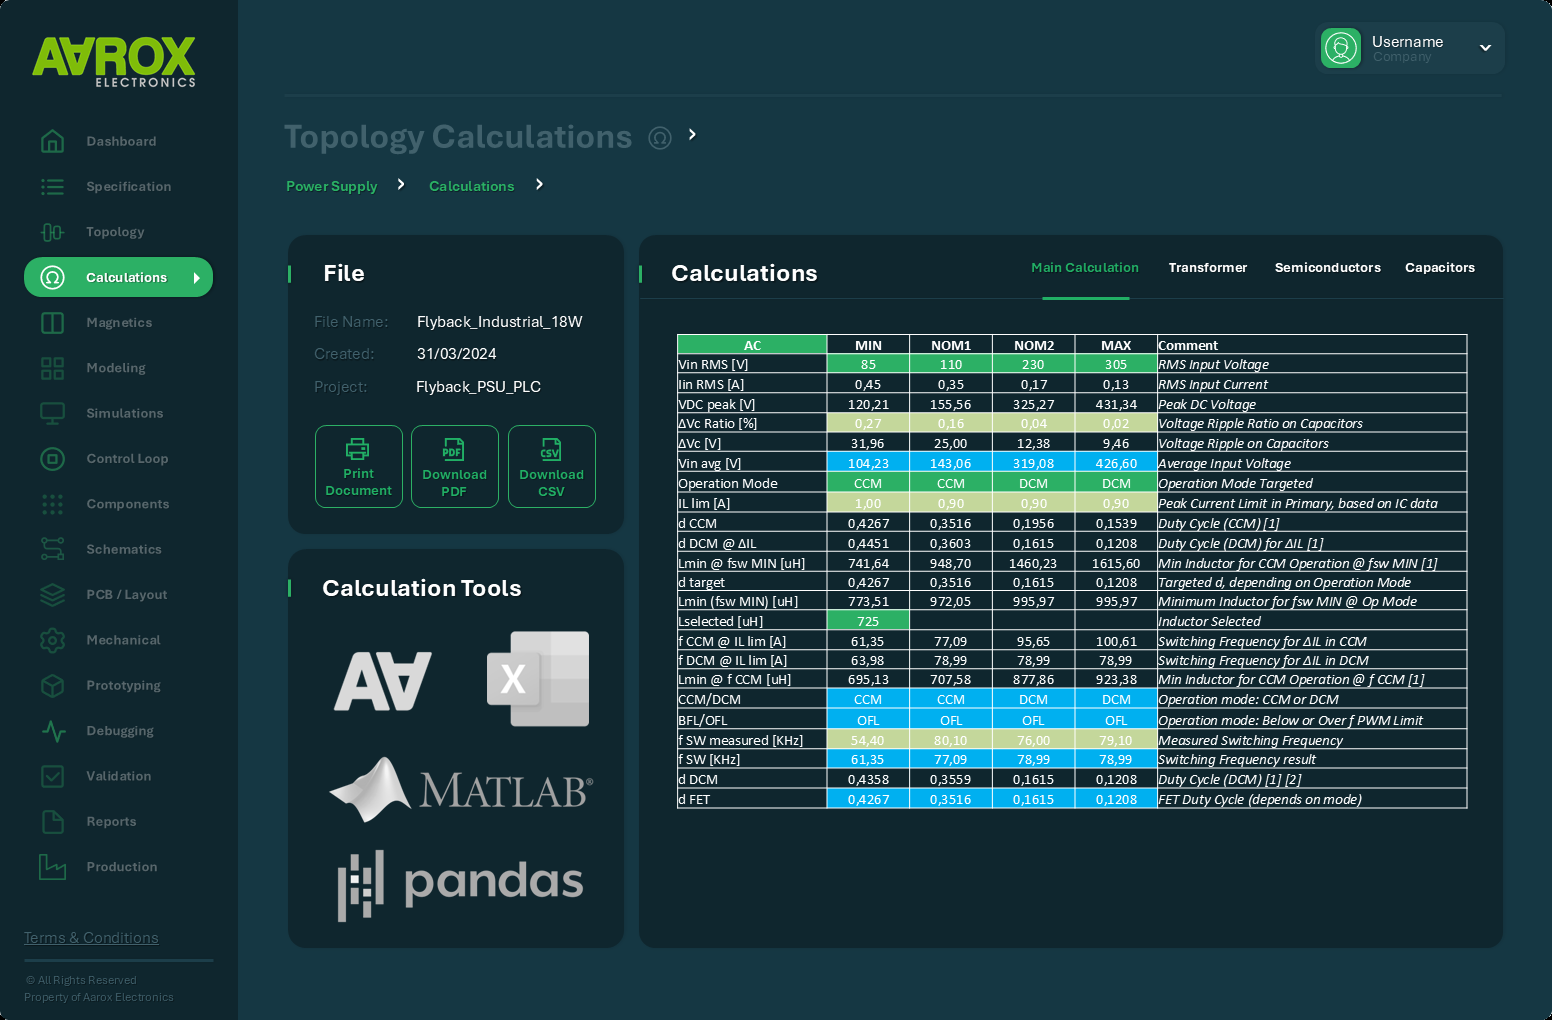 AAROX
ELECTRONICS
Username
Company
Dashboard
Specification
Topology
Calculations
Magnetics
Modeling
Simulations
Control Loop
Components
Schematics
PCB / Layout
Mechanical
Prototyping
Debugging
Validation
Reports
Production
Terms & Conditions
© All Rights Reserved
Property of Aarox Electronics
Topology Calculations
Power Supply
Calculations
File
File Name: Flyback_Industrial_18W
Created: 31/03/2024
Project: Flyback_PSU_PLC
Print
Document
PDF
Download
PDF
CSV
Download
CSV
Calculation Tools
AA
X
MATLAB®
pandas
Calculations
Main Calculation Transformer Semiconductors Capacitors
AC MIN NOM1 NOM2 MAX Comment
Vin RMS [V] 85 110 230 305 RMS Input Voltage
Iin RMS [A] 0,45 0,35 0,17 0,13 RMS Input Current
VDC peak [V] 120,21 155,56 325,27 431,34 Peak DC Voltage
ΔVc Ratio [%] 0,27 0,16 0,04 0,02 Voltage Ripple Ratio on Capacitors
ΔVc [V] 31,96 25,00 12,38 9,46 Voltage Ripple on Capacitors
Vin avg [V] 104,23 143,06 319,08 426,60 Average Input Voltage
Operation Mode CCM CCM DCM DCM Operation Mode Targeted
IL lim [A] 1,00 0,90 0,90 0,90 Peak Current Limit in Primary, based on IC data
d CCM 0,4267 0,3516 0,1956 0,1539 Duty Cycle (CCM) [1]
d DCM @ ΔIL 0,4451 0,3603 0,1615 0,1208 Duty Cycle (DCM) for ΔIL [1]
Lmin @ fsw MIN [uH] 741,64 948,70 1460,23 1615,60 Min Inductor for CCM Operation @ fsw MIN [1]
d target 0,4267 0,3516 0,1615 0,1208 Targeted d, depending on Operation Mode
Lmin (fsw MIN) [uH] 773,51 972,05 995,97 995,97 Minimum Inductor for fsw MIN @ Op Mode
Lselected [uH] 725 Inductor Selected
f CCM @ IL lim [A] 61,35 77,09 95,65 100,61 Switching Frequency for ΔIL in CCM
f DCM @ IL lim [A] 63,98 78,99 78,99 78,99 Switching Frequency for ΔIL in DCM
Lmin @ f CCM [uH] 695,13 707,58 877,86 923,38 Min Inductor for CCM Operation @ f CCM [1]
CCM/DCM CCM CCM DCM DCM Operation mode: CCM or DCM
BFL/OFL OFL OFL OFL OFL Operation mode: Below or Over f PWM Limit
f SW measured [KHz] 54,40 80,10 76,00 79,10 Measured Switching Frequency
f SW [KHz] 61,35 77,09 78,99 78,99 Switching Frequency result
d DCM 0,4358 0,3559 0,1615 0,1208 Duty Cycle (DCM) [1] [2]
d FET 0,4267 0,3516 0,1615 0,1208 FET Duty Cycle (depends on mode)